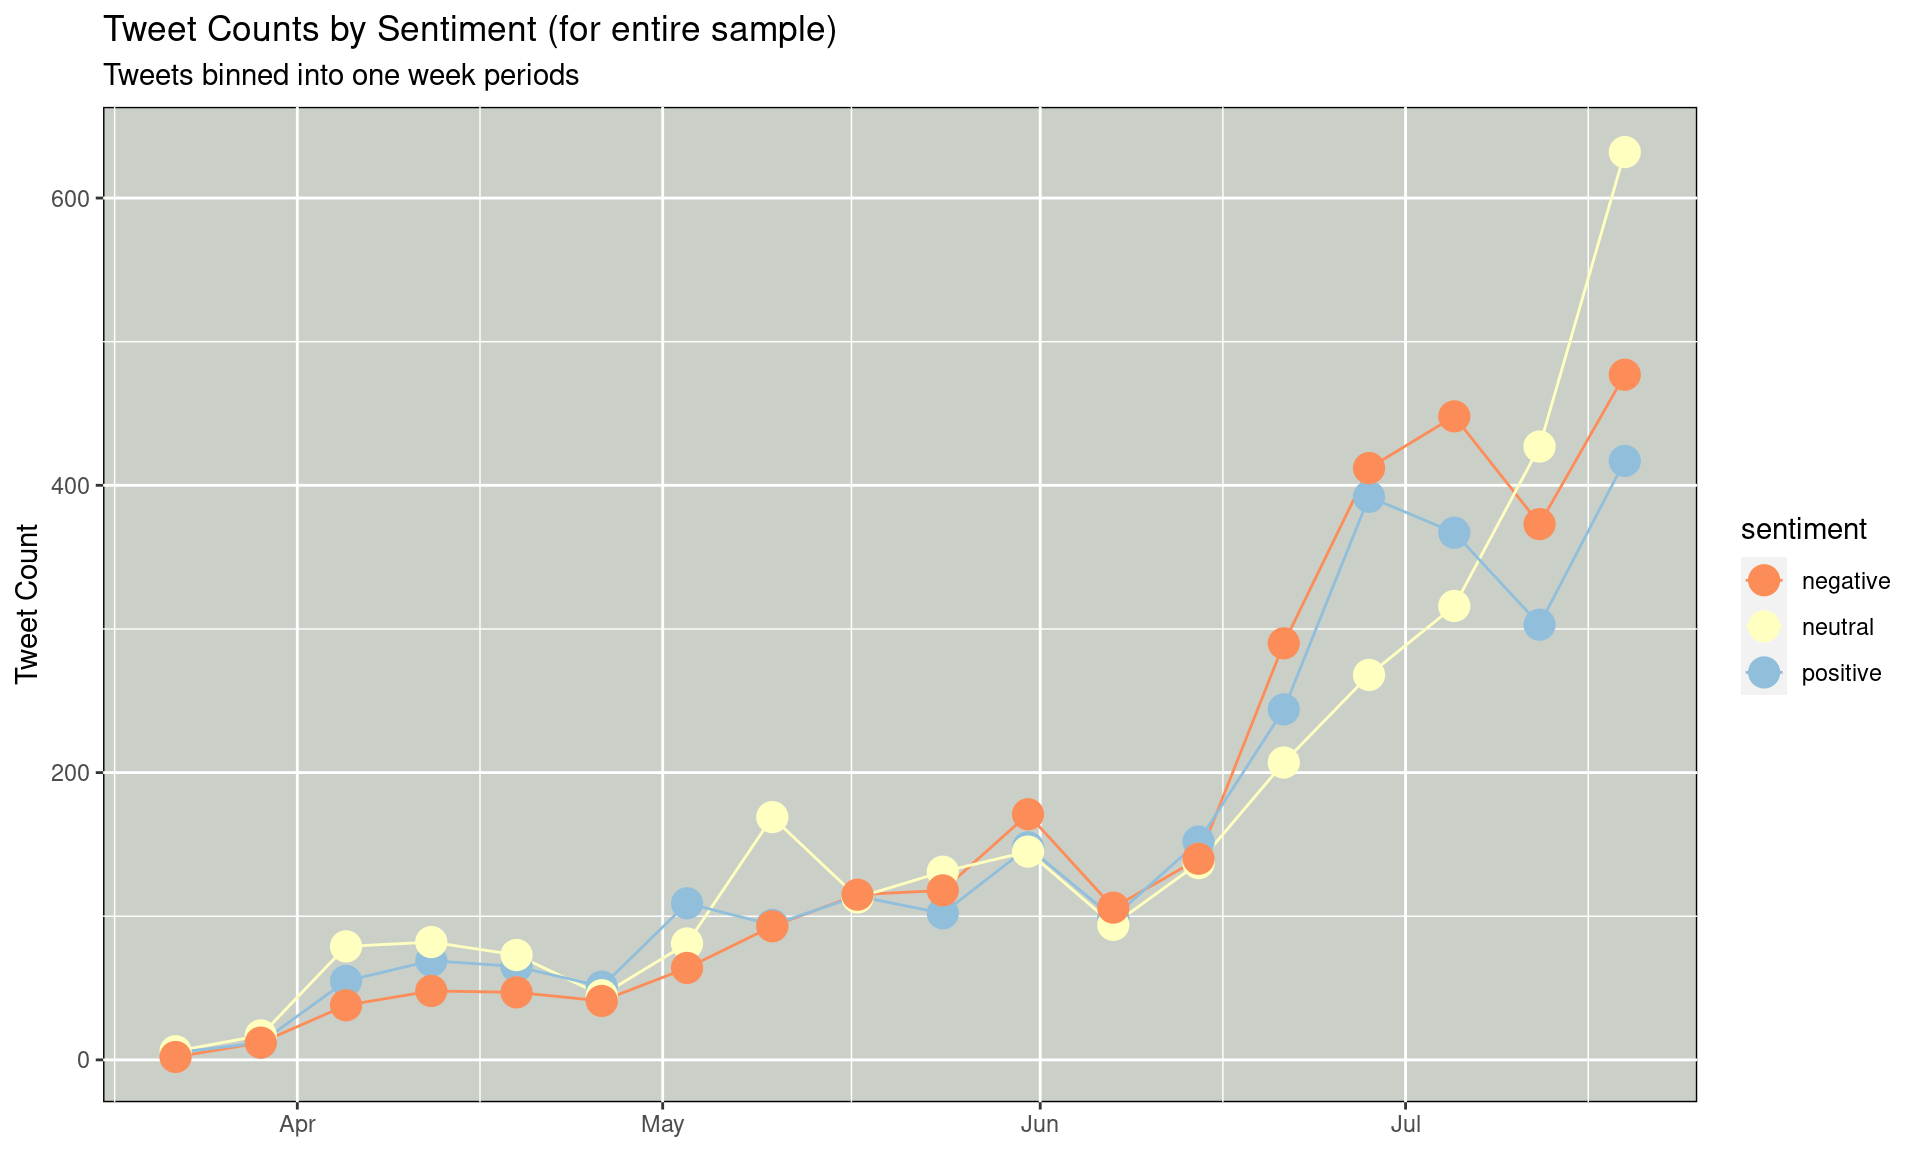 Tweet Counts by Sentiment (for entire sample)
Tweets binned into one week periods
Tweet Count
600
400
200
0
Apr May Jun Jul
sentiment
negative
neutral
positive